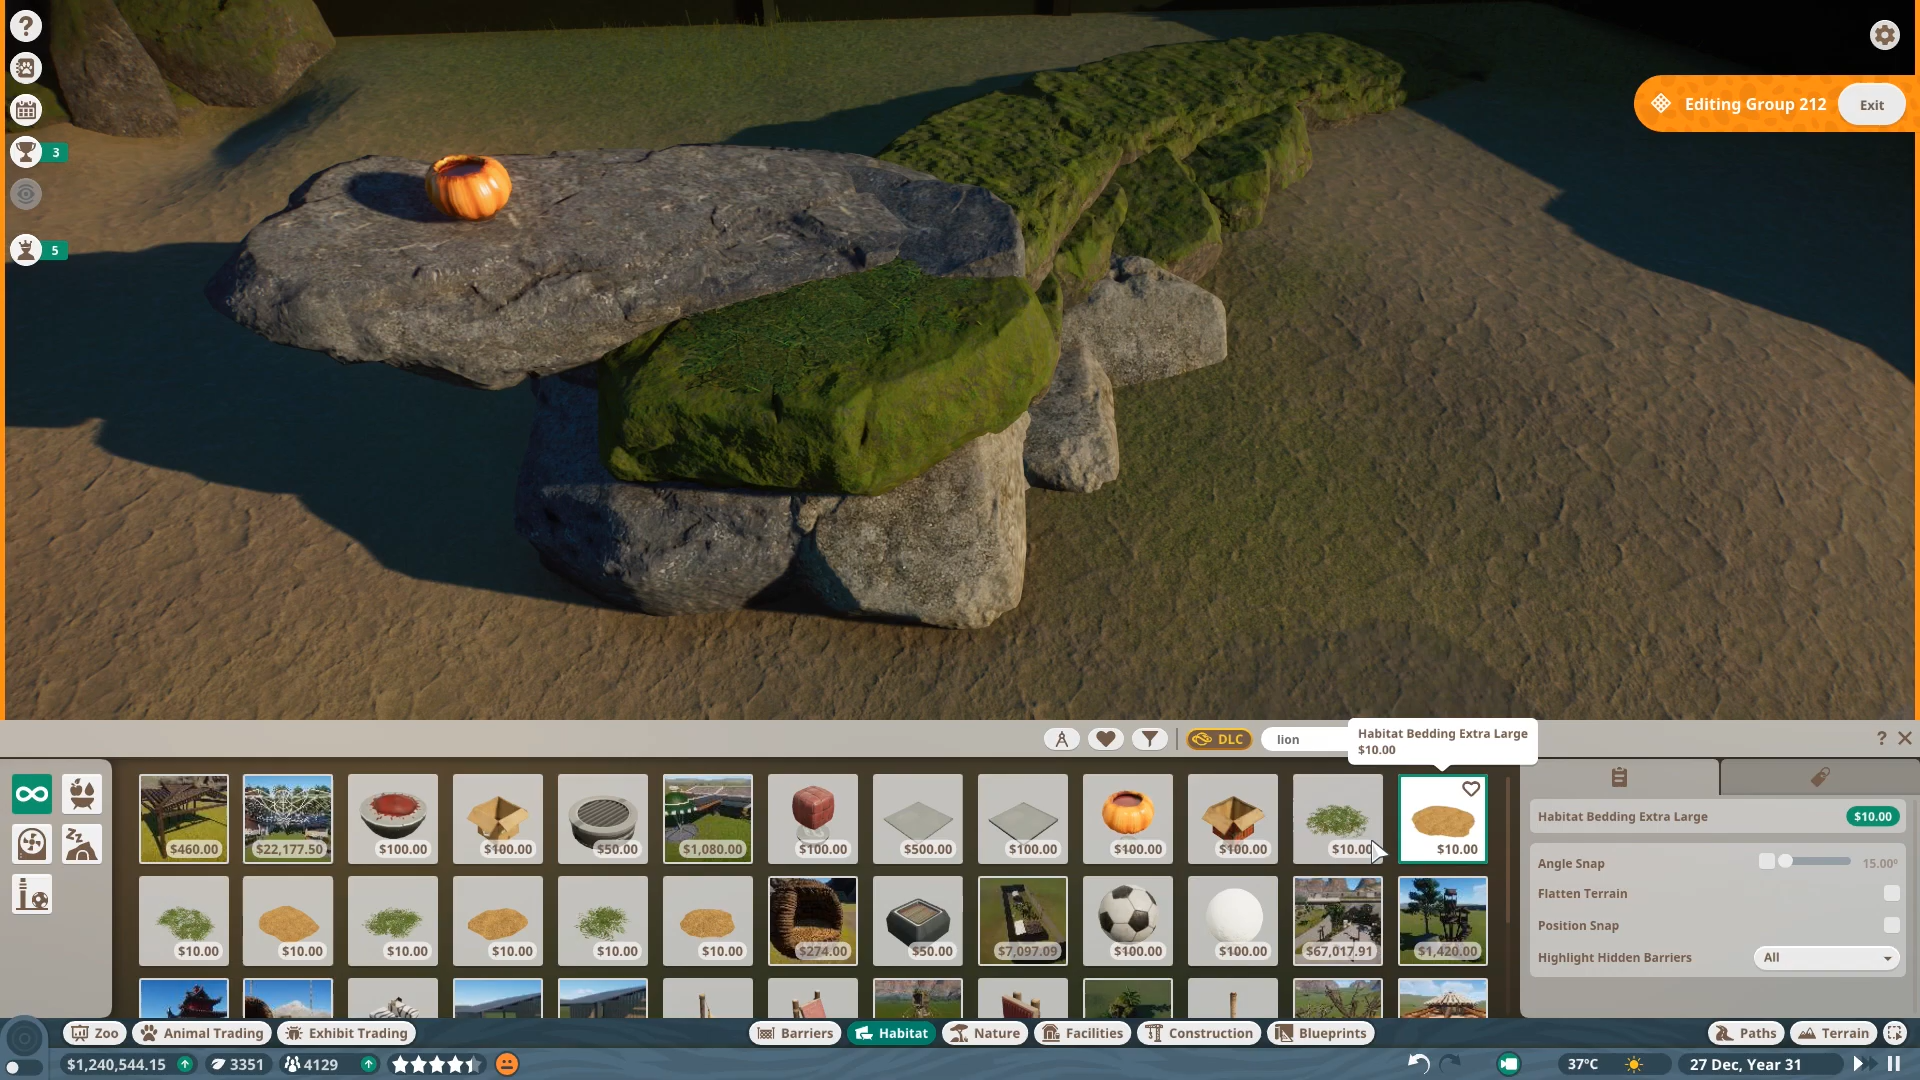 ?
3
5
Editing Group 212
Exit
DLC
lion
Habitat Bedding Extra Large
$10.00
?
$460.00
$22,177.50
$100.00
$100.00
$50.00
$1,080.00
$100.00
$500.00
$100.00
$100.00
$100.00
$10.00
$10.00
$10.00
$10.00
$10.00
$10.00
$10.00
$10.00
$274.00
$50.00
$7,097.09
$100.00
$100.00
$67,017.91
$1,420.00
Habitat Bedding Extra Large
$10.00
Angle Snap
15.00°
Flatten Terrain
Position Snap
Highlight Hidden Barriers
All
Zoo
Animal Trading
Exhibit Trading
Barriers
Habitat
Nature
Facilities
Construction
Blueprints
Paths
Terrain
$1,240,544.15
3351
4129
37°C
27 Dec, Year 31